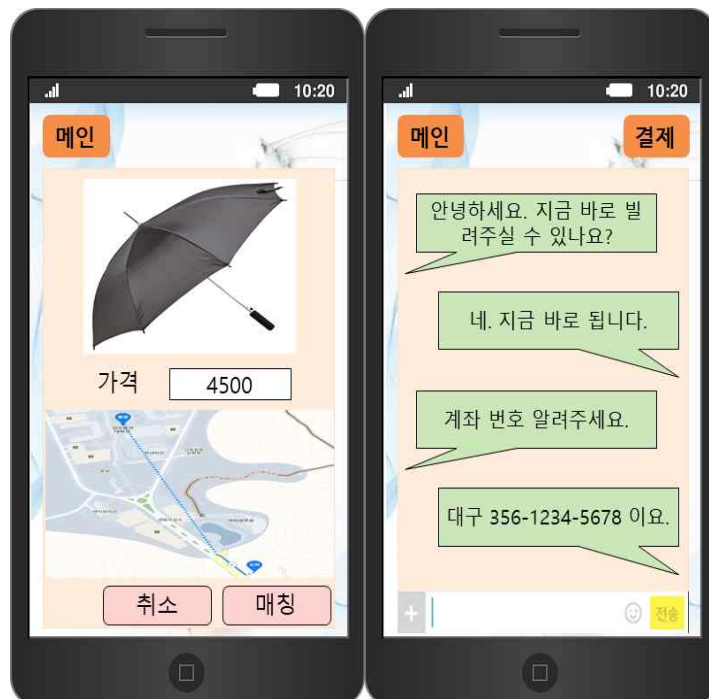 10:20
메인
가격 4500
취소 매칭
10:20
메인 결제
안녕하세요. 지금 바로 빌
려주실 수 있나요?
네. 지금 바로 됩니다.
계좌 번호 알려주세요.
대구 356-1234-5678 이요.
+ 전송